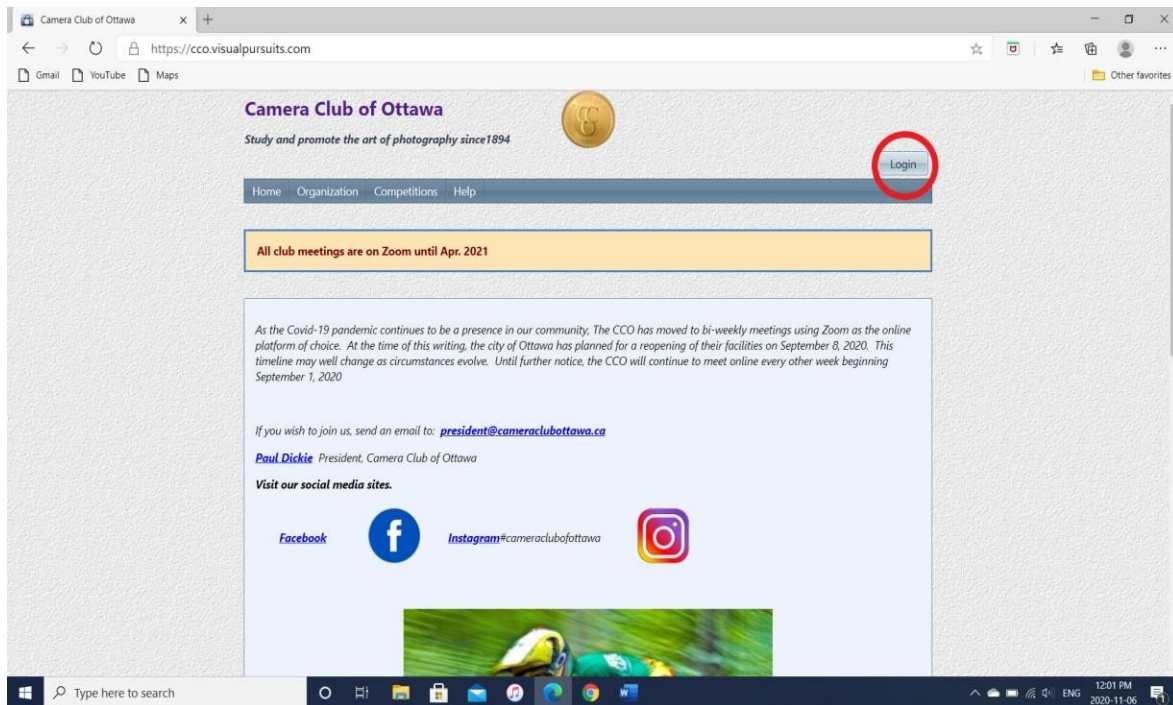 Camera Club of Ottawa
https://cco.visualpursuits.com
Gmail YouTube Maps Other favorites
Camera Club of Ottawa
Study and promote the art of photography since1894
Login
Home Organization Competitions Help
All club meetings are on Zoom until Apr. 2021
As the Covid-19 pandemic continues to be a presence in our community, The CCO has moved to bi-weekly meetings using Zoom as the online
platform of choice. At the time of this writing, the city of Ottawa has planned for a reopening of their facilities on September 8, 2020. This
timeline may well change as circumstances evolve. Until further notice, the CCO will continue to meet online every other week beginning
September 1, 2020
If you wish to join us, send an email to: president@cameraclubottawa.ca
Paul Dickie President, Camera Club of Ottawa
Visit our social media sites.
Facebook Instagram#cameraclubofottawa
Type here to search
ENG
12:01 PM
2020-11-06